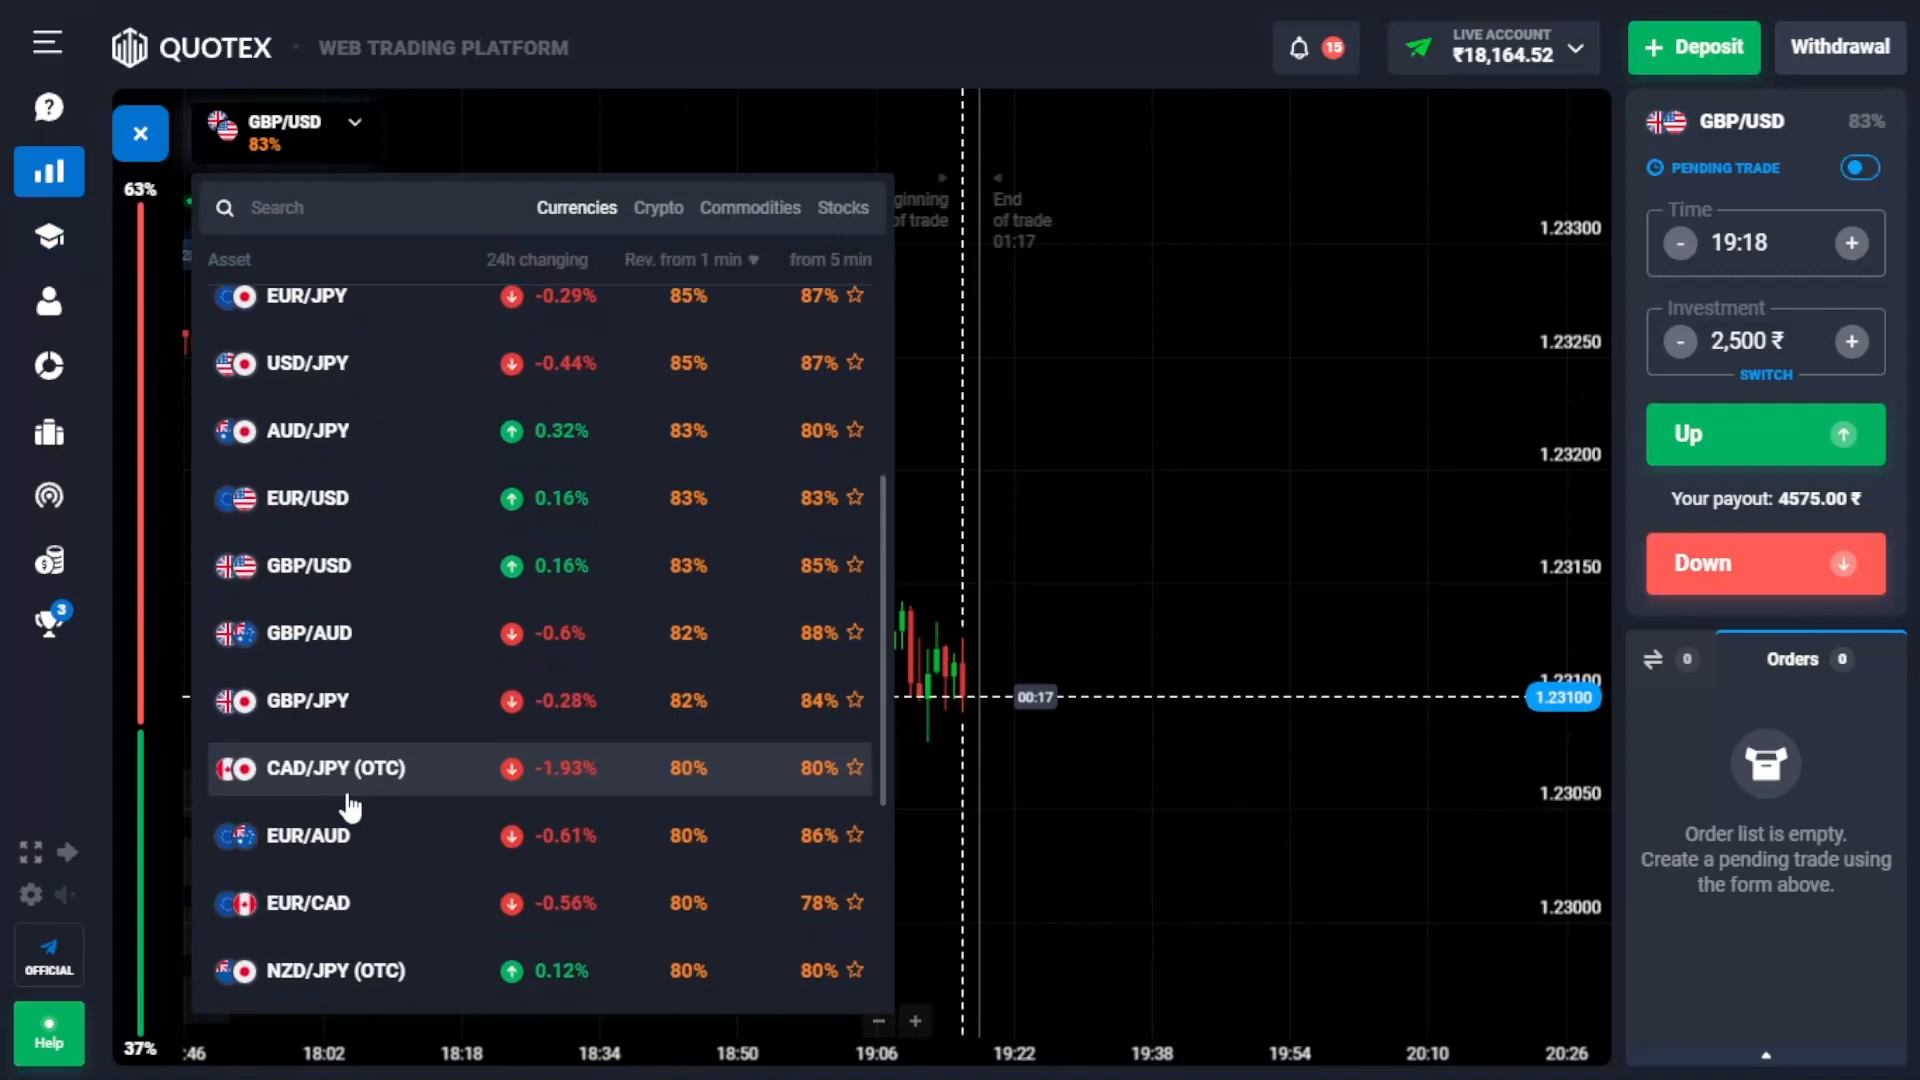 QUOTEX
WEB TRADING PLATFORM
15
LIVE ACCOUNT
₹18,164.52
+ Deposit
Withdrawal
GBP/USD
83%
63%
Search
Currencies
Crypto
Commodities
Stocks
Asset
24h changing
Rev. from 1 min
from 5 min
EUR/JPY -0.29% 85% 87%
USD/JPY -0.44% 85% 87%
AUD/JPY 0.32% 83% 80%
EUR/USD 0.16% 83% 83%
GBP/USD 0.16% 83% 85%
GBP/AUD -0.6% 82% 88%
GBP/JPY -0.28% 82% 84%
CAD/JPY (OTC) -1.93% 80% 80%
EUR/AUD -0.61% 80% 86%
EUR/CAD -0.56% 80% 78%
NZD/JPY (OTC) 0.12% 80% 80%
3
OFFICIAL
Help
37%
ginning
of trade
End
of trade
01:17
00:17
1.23300
1.23250
1.23200
1.23150
1.23100
1.23100
1.23050
1.23000
:46 18:02 18:18 18:34 18:50 19:06 19:22 19:38 19:54 20:10 20:26
GBP/USD 83%
PENDING TRADE
Time
- 19:18 +
Investment
- 2,500 ₹ +
SWITCH
Up
Your payout: 4575.00 ₹
Down
0
Orders 0
Order list is empty.
Create a pending trade using
the form above.